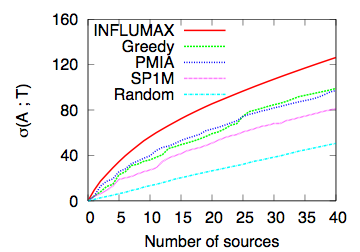 160
120
80
40
0
σ(A ; T)
INFLUMAX
Greedy
PMIA
SP1M
Random
0 5 10 15 20 25 30 35 40
Number of sources